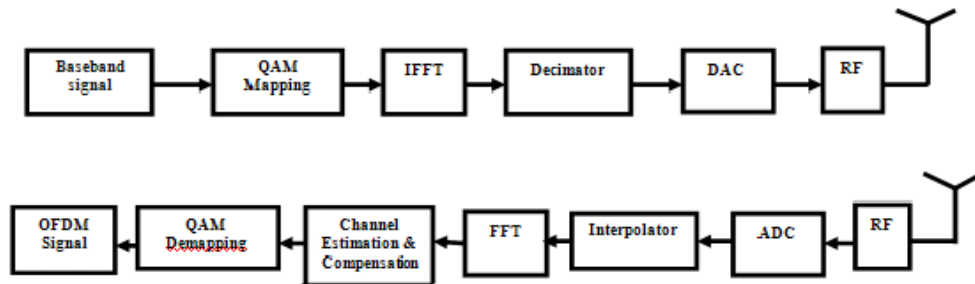 Baseband
signal
QAM
Mapping
IFFT
Decimator
DAC
RF
OFDM
Signal
QAM
Demapping
Channel
Estimation &
Compensation
FFT
Interpolator
ADC
RF